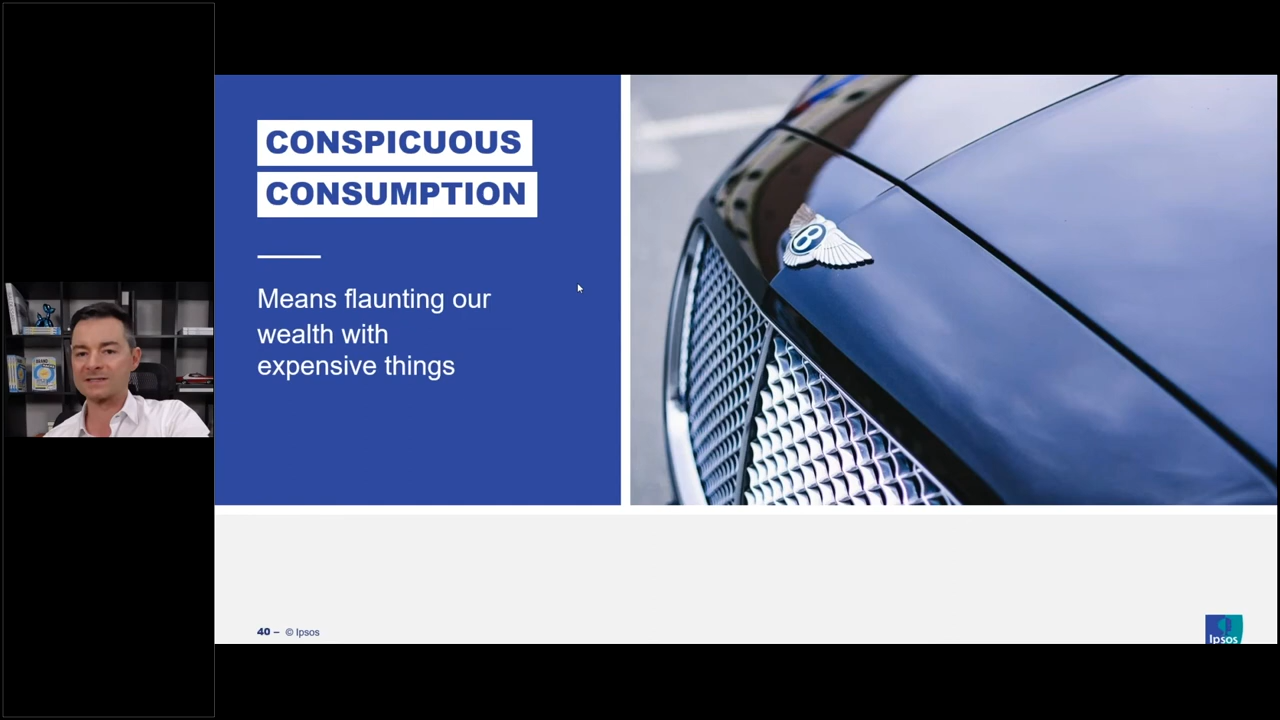 CONSPICUOUS
CONSUMPTION
Means flaunting our
wealth with
expensive things
B
40 – © Ipsos
Ipsos